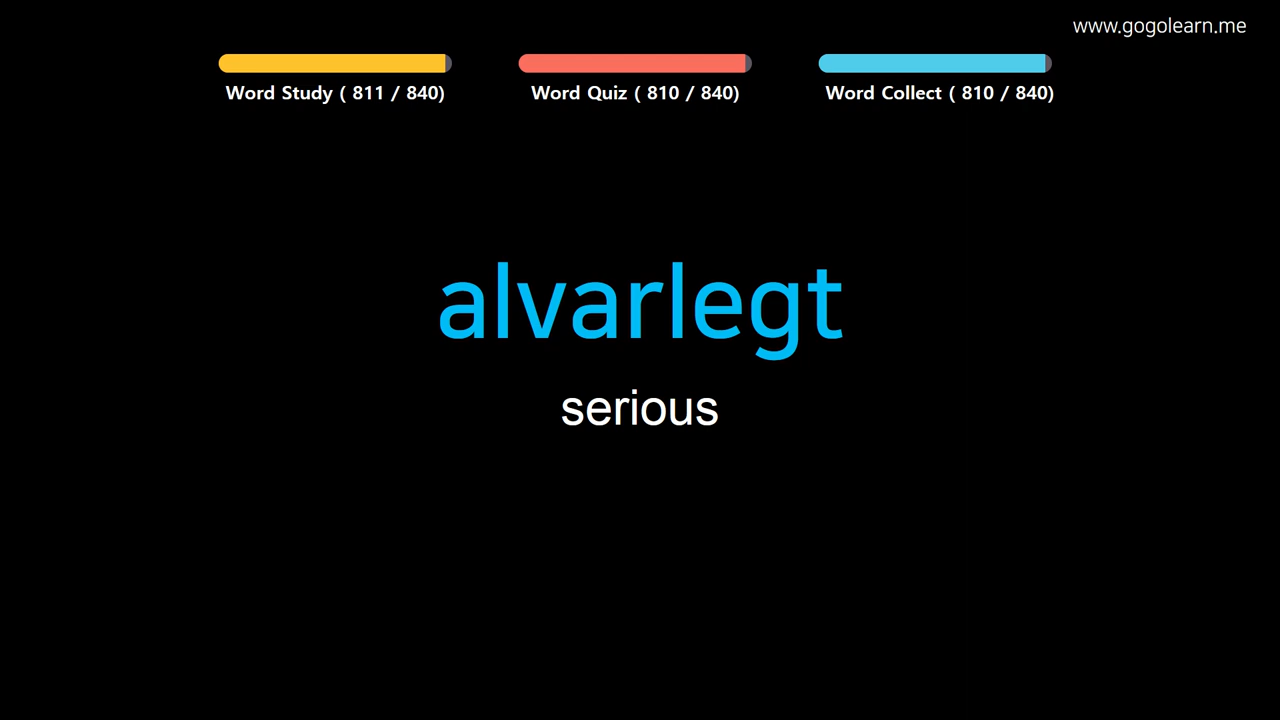 www.gogolearn.me
Word Study ( 811 / 840)
Word Quiz ( 810 / 840)
Word Collect ( 810 / 840)
alvarlegt
serious